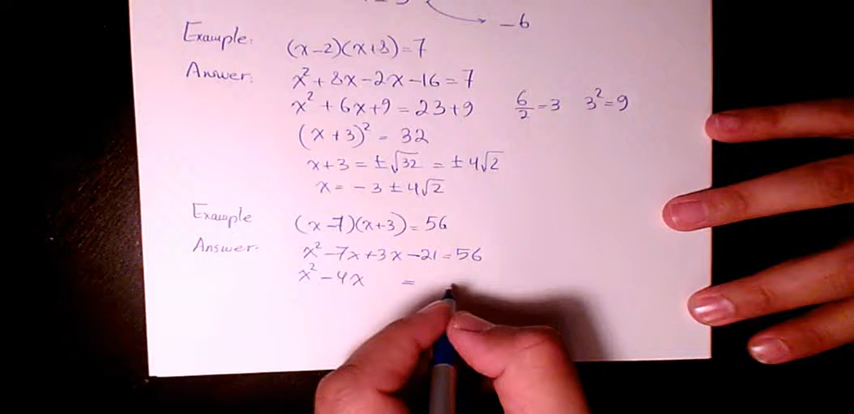 -6
Example: (x-2)(x+8)=7
Answer: x²+8x-2x-16=7
x²+6x+9=23+9 6/2=3 3²=9
(x+3)²=32
x+3=±√32=±4√2
x=-3±4√2
Example (x-7)(x+3)=56
Answer. x²-7x+3x-21=56
x²-4x =